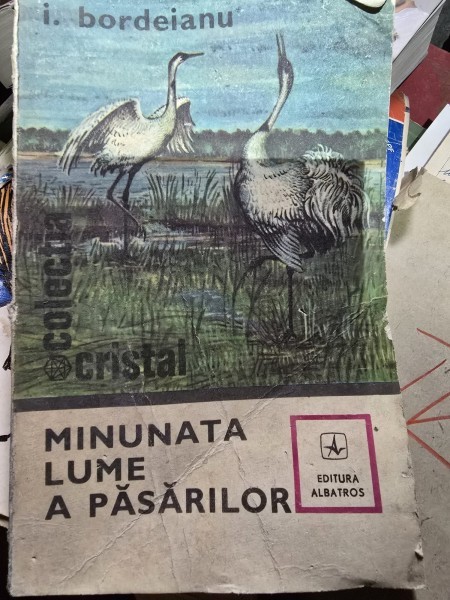 i. bordeianu
colecția
cristal
MINUNATA
LUME
A PĂSĂRILOR
EDITURA
ALBATROS